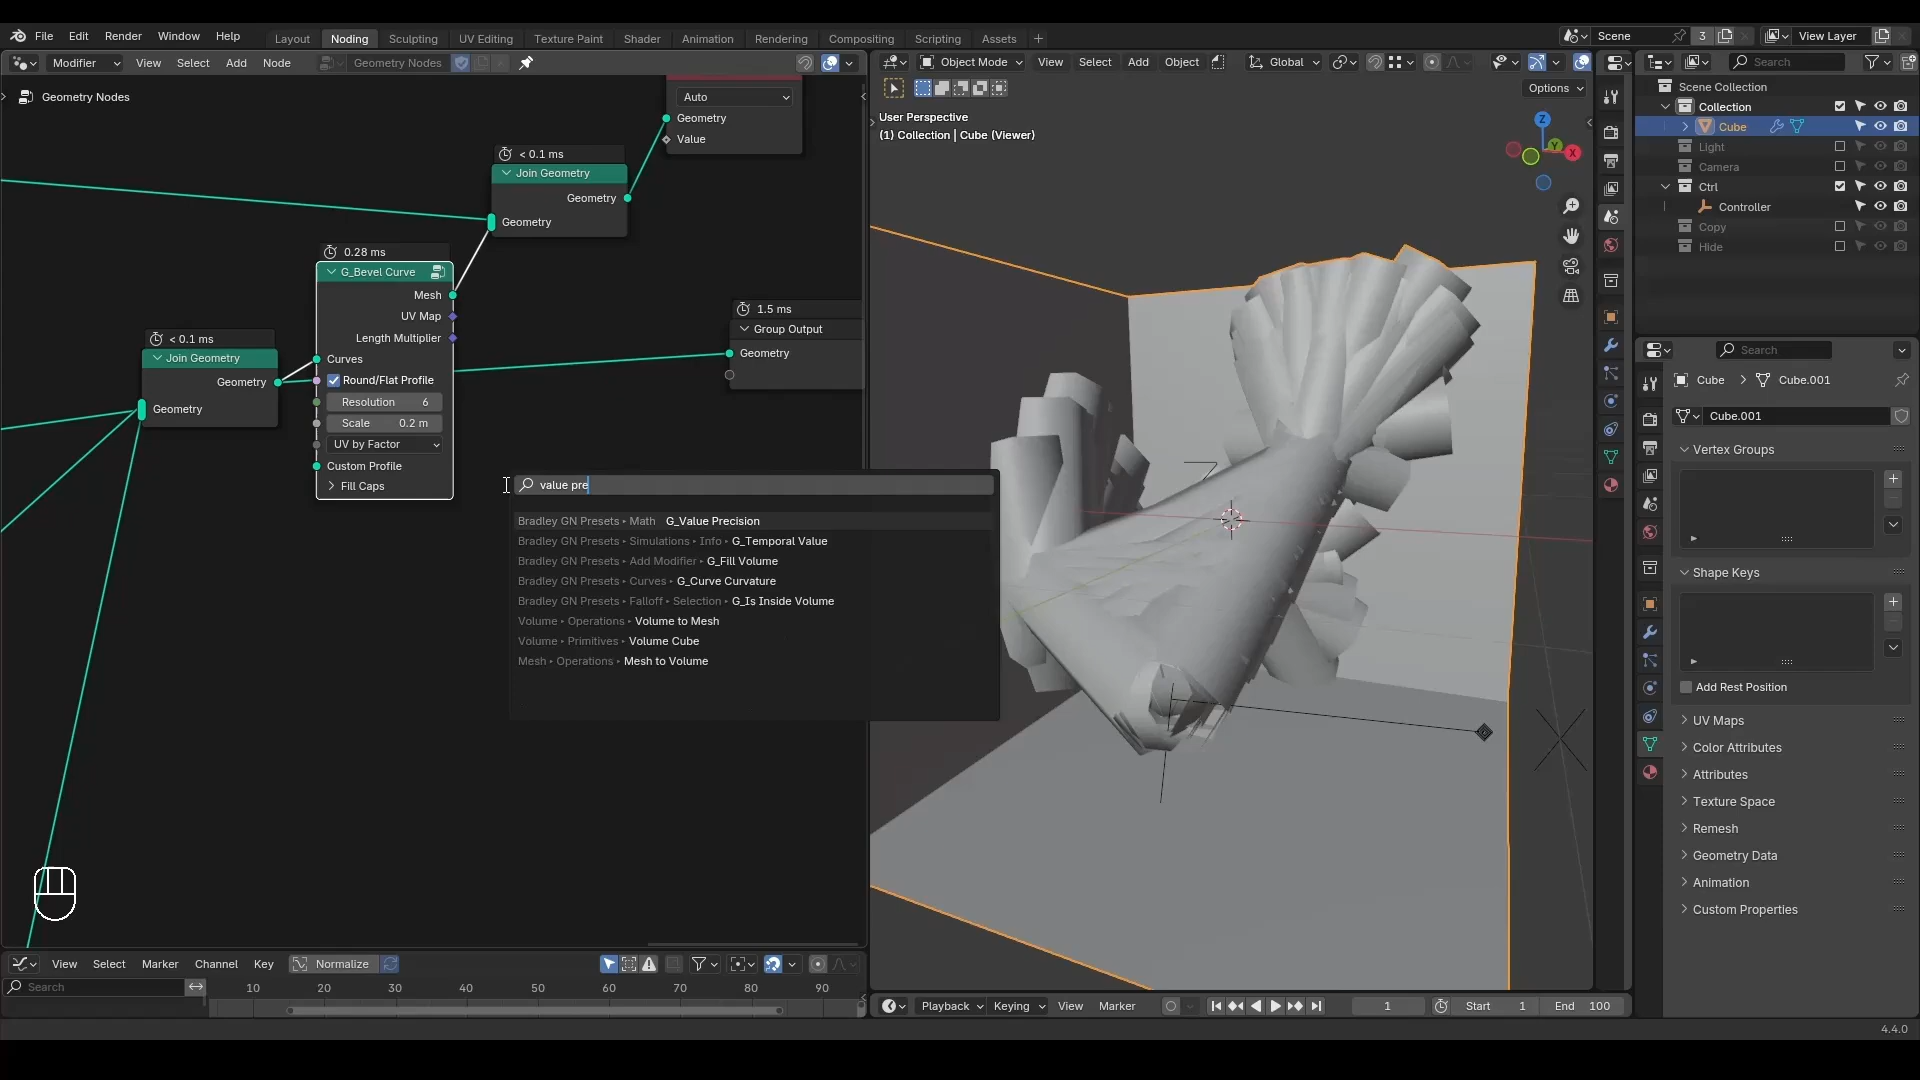 File Edit Render Window Help Layout Noding Sculpting UV Editing Texture Paint Shader Animation Rendering Compositing Scripting Assets + Scene 3 View Layer
Modifier View Select Add Node Geometry Nodes
Geometry Nodes
Auto
Geometry
Value
< 0.1 ms
Join Geometry
Geometry
Geometry
0.28 ms
G_Bevel Curve
Mesh
UV Map
Length Multiplier
Curves
Round/Flat Profile
Resolution 6
Scale 0.2 m
UV by Factor
Custom Profile
Fill Caps
< 0.1 ms
Join Geometry
Geometry
Geometry
1.5 ms
Group Output
Geometry
value pre
Bradley GN Presets ▸ Math G_Value Precision
Bradley GN Presets ▸ Simulations ▸ Info ▸ G_Temporal Value
Bradley GN Presets ▸ Add Modifier ▸ G_Fill Volume
Bradley GN Presets ▸ Curves ▸ G_Curve Curvature
Bradley GN Presets ▸ Falloff ▸ Selection ▸ G_Is Inside Volume
Volume ▸ Operations ▸ Volume to Mesh
Volume ▸ Primitives ▸ Volume Cube
Mesh ▸ Operations ▸ Mesh to Volume
Object Mode View Select Add Object Global
Options
User Perspective
(1) Collection | Cube (Viewer)
Z
Y
X
Search
Scene Collection
Collection
Cube
Light
Camera
Ctrl
Controller
Copy
Hide
Search
Cube > Cube.001
Cube.001
Vertex Groups
Shape Keys
Add Rest Position
UV Maps
Color Attributes
Attributes
Texture Space
Remesh
Geometry Data
Animation
Custom Properties
View Select Marker Channel Key Normalize
Search
10 20 30 40 50 60 70 80 90
Playback Keying View Marker 1 Start 1 End 100
4.4.0